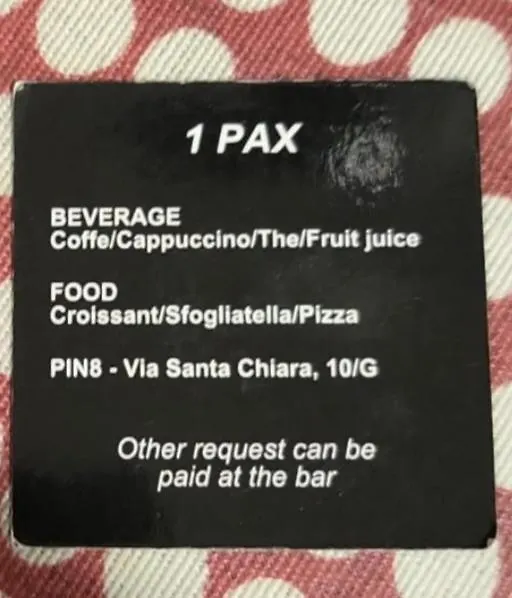 1 PAX
BEVERAGE
Coffe/Cappuccino/The/Fruit juice
FOOD
Croissant/Sfogliatella/Pizza
PIN8 - Via Santa Chiara, 10/G
Other request can be
paid at the bar